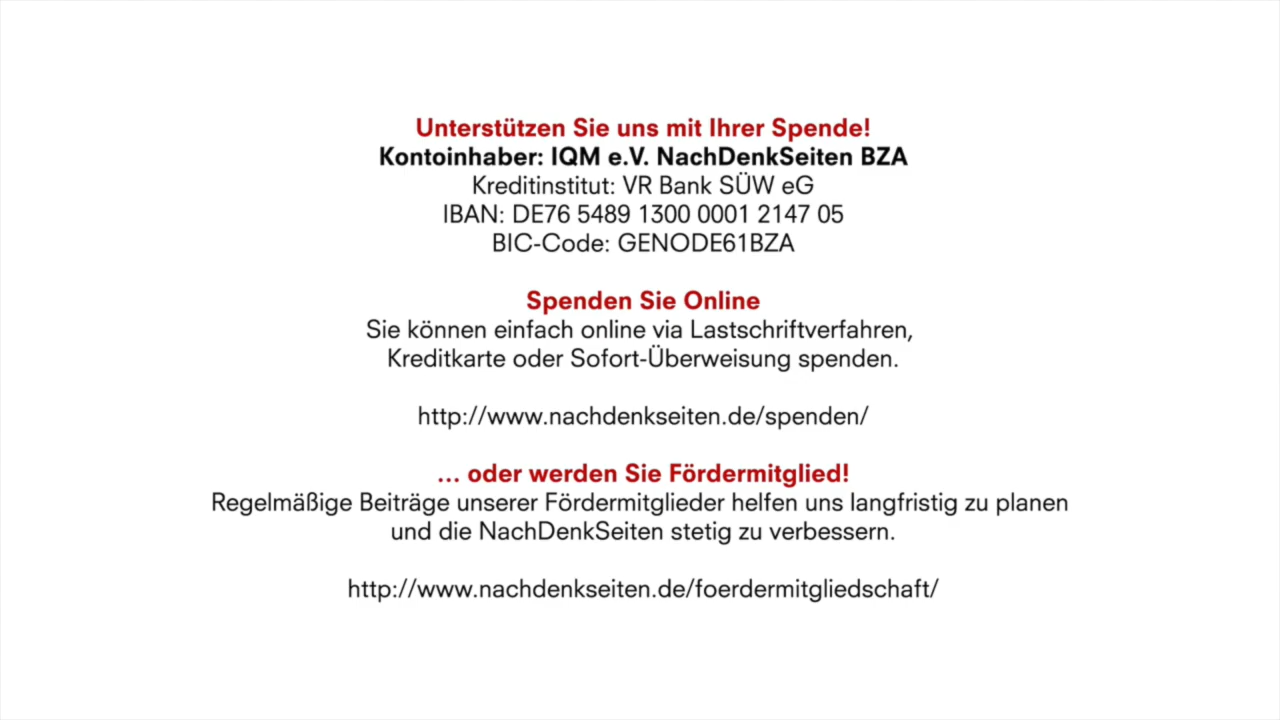 Unterstützen Sie uns mit Ihrer Spende!
Kontoinhaber: IQM e.V. NachDenkSeiten BZA
Kreditinstitut: VR Bank SÜW eG
IBAN: DE76 5489 1300 0001 2147 05
BIC-Code: GENODE61BZA
Spenden Sie Online
Sie können einfach online via Lastschriftverfahren,
Kreditkarte oder Sofort-Überweisung spenden.
http://www.nachdenkseiten.de/spenden/
... oder werden Sie Fördermitglied!
Regelmäßige Beiträge unserer Fördermitglieder helfen uns langfristig zu planen
und die NachDenkSeiten stetig zu verbessern.
http://www.nachdenkseiten.de/foerdermitgliedschaft/